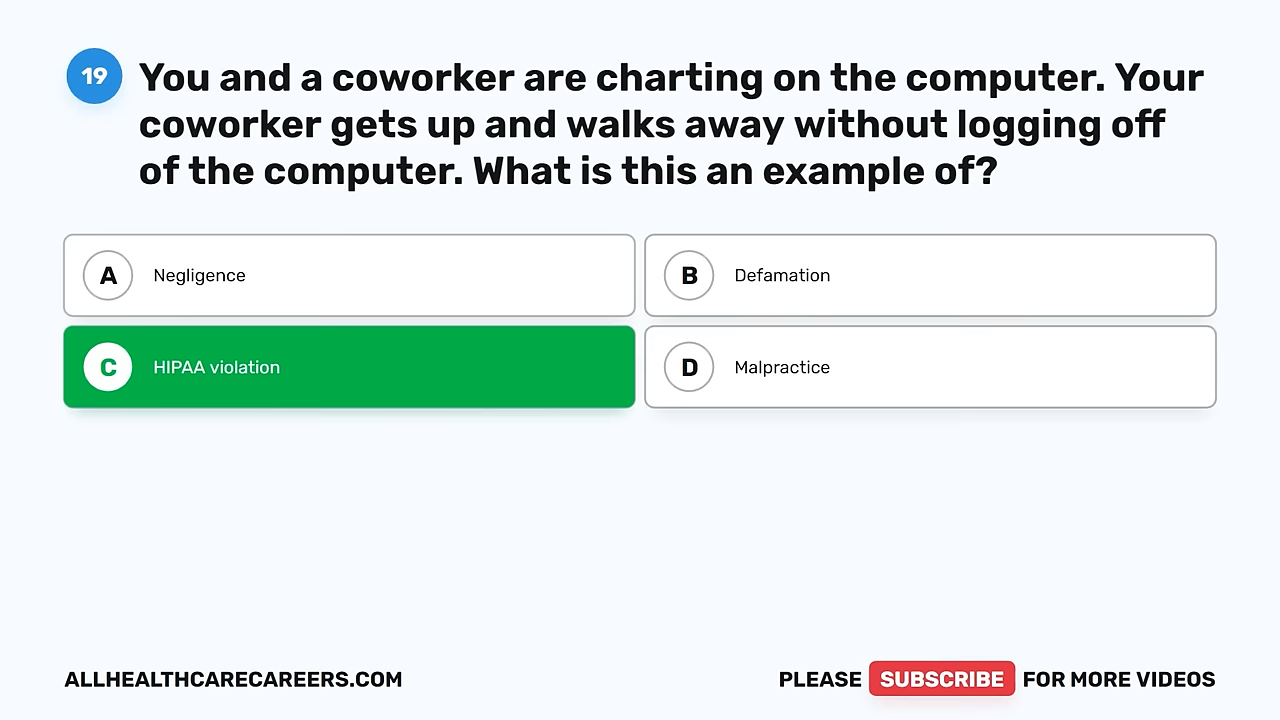 19
You and a coworker are charting on the computer. Your
coworker gets up and walks away without logging off
of the computer. What is this an example of?
A Negligence
B Defamation
C HIPAA violation
D Malpractice
ALLHEALTHCARECAREERS.COM
PLEASE SUBSCRIBE FOR MORE VIDEOS